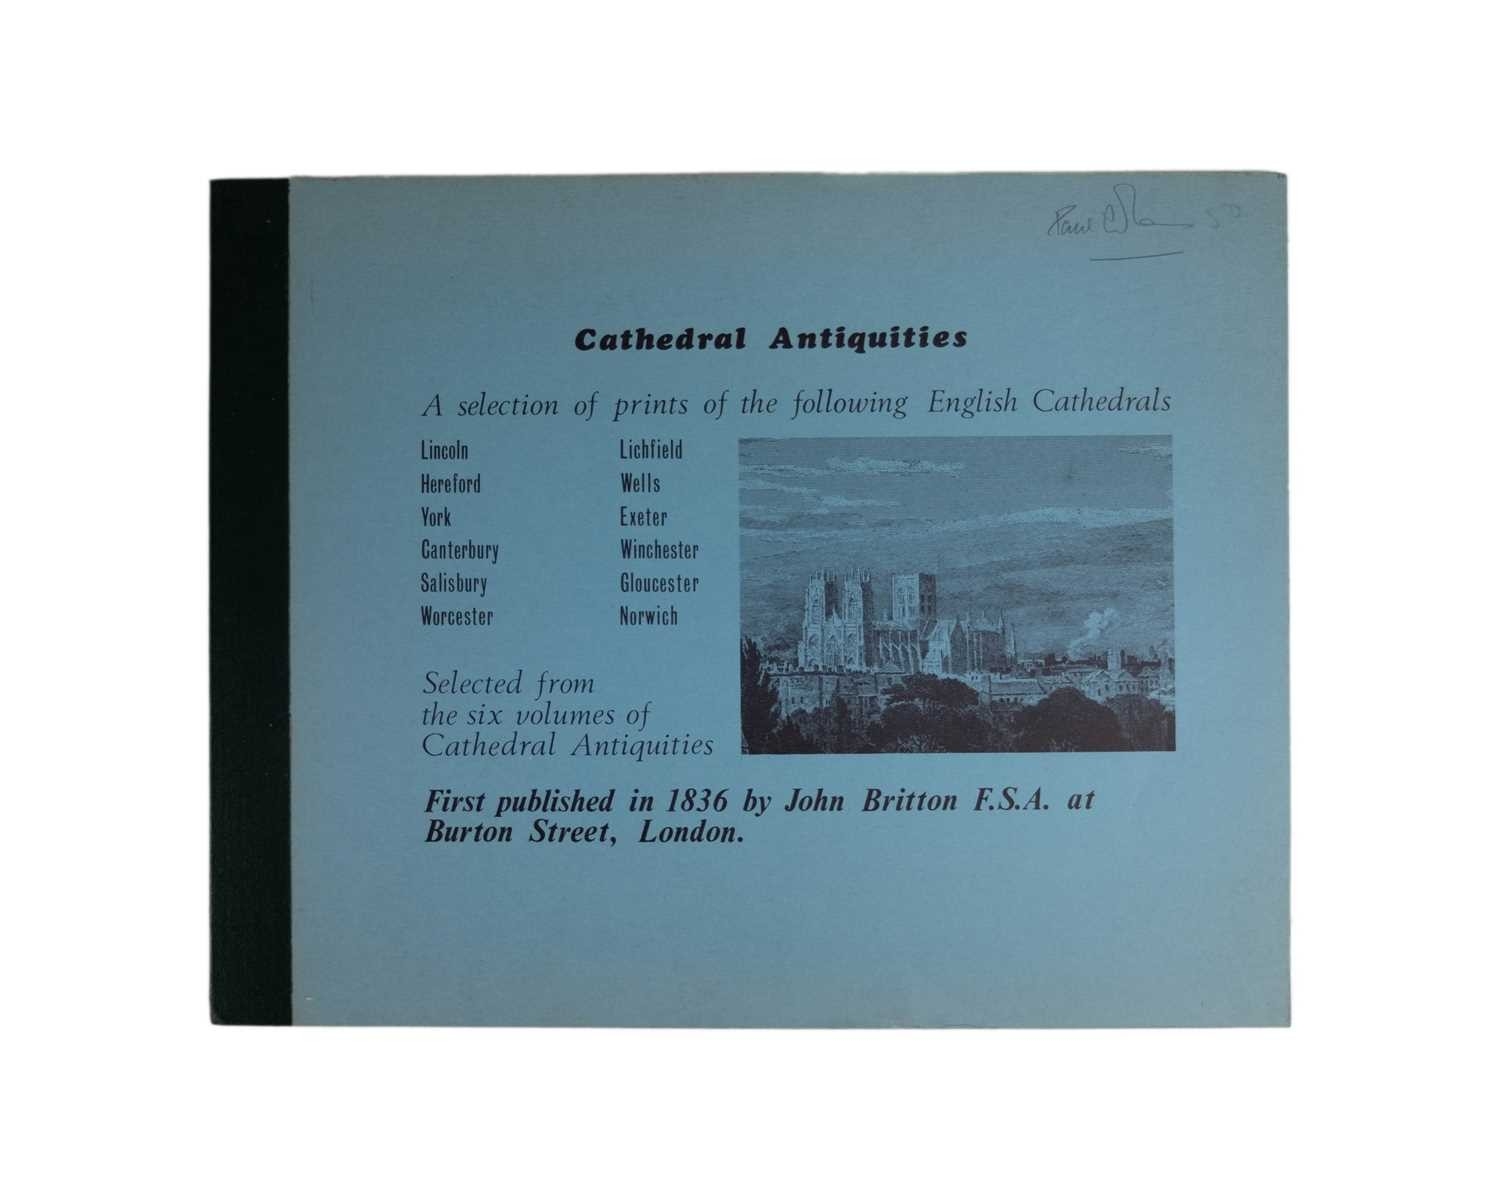 Paul
Cathedral Antiquities
A selection of prints of the following English Cathedrals
Lincoln
Hereford
York
Canterbury
Salisbury
Worcester
Lichfield
Wells
Exeter
Winchester
Gloucester
Norwich
Selected from
the six volumes of
Cathedral Antiquities
First published in 1836 by John Britton F.S.A. at
Burton Street, London.